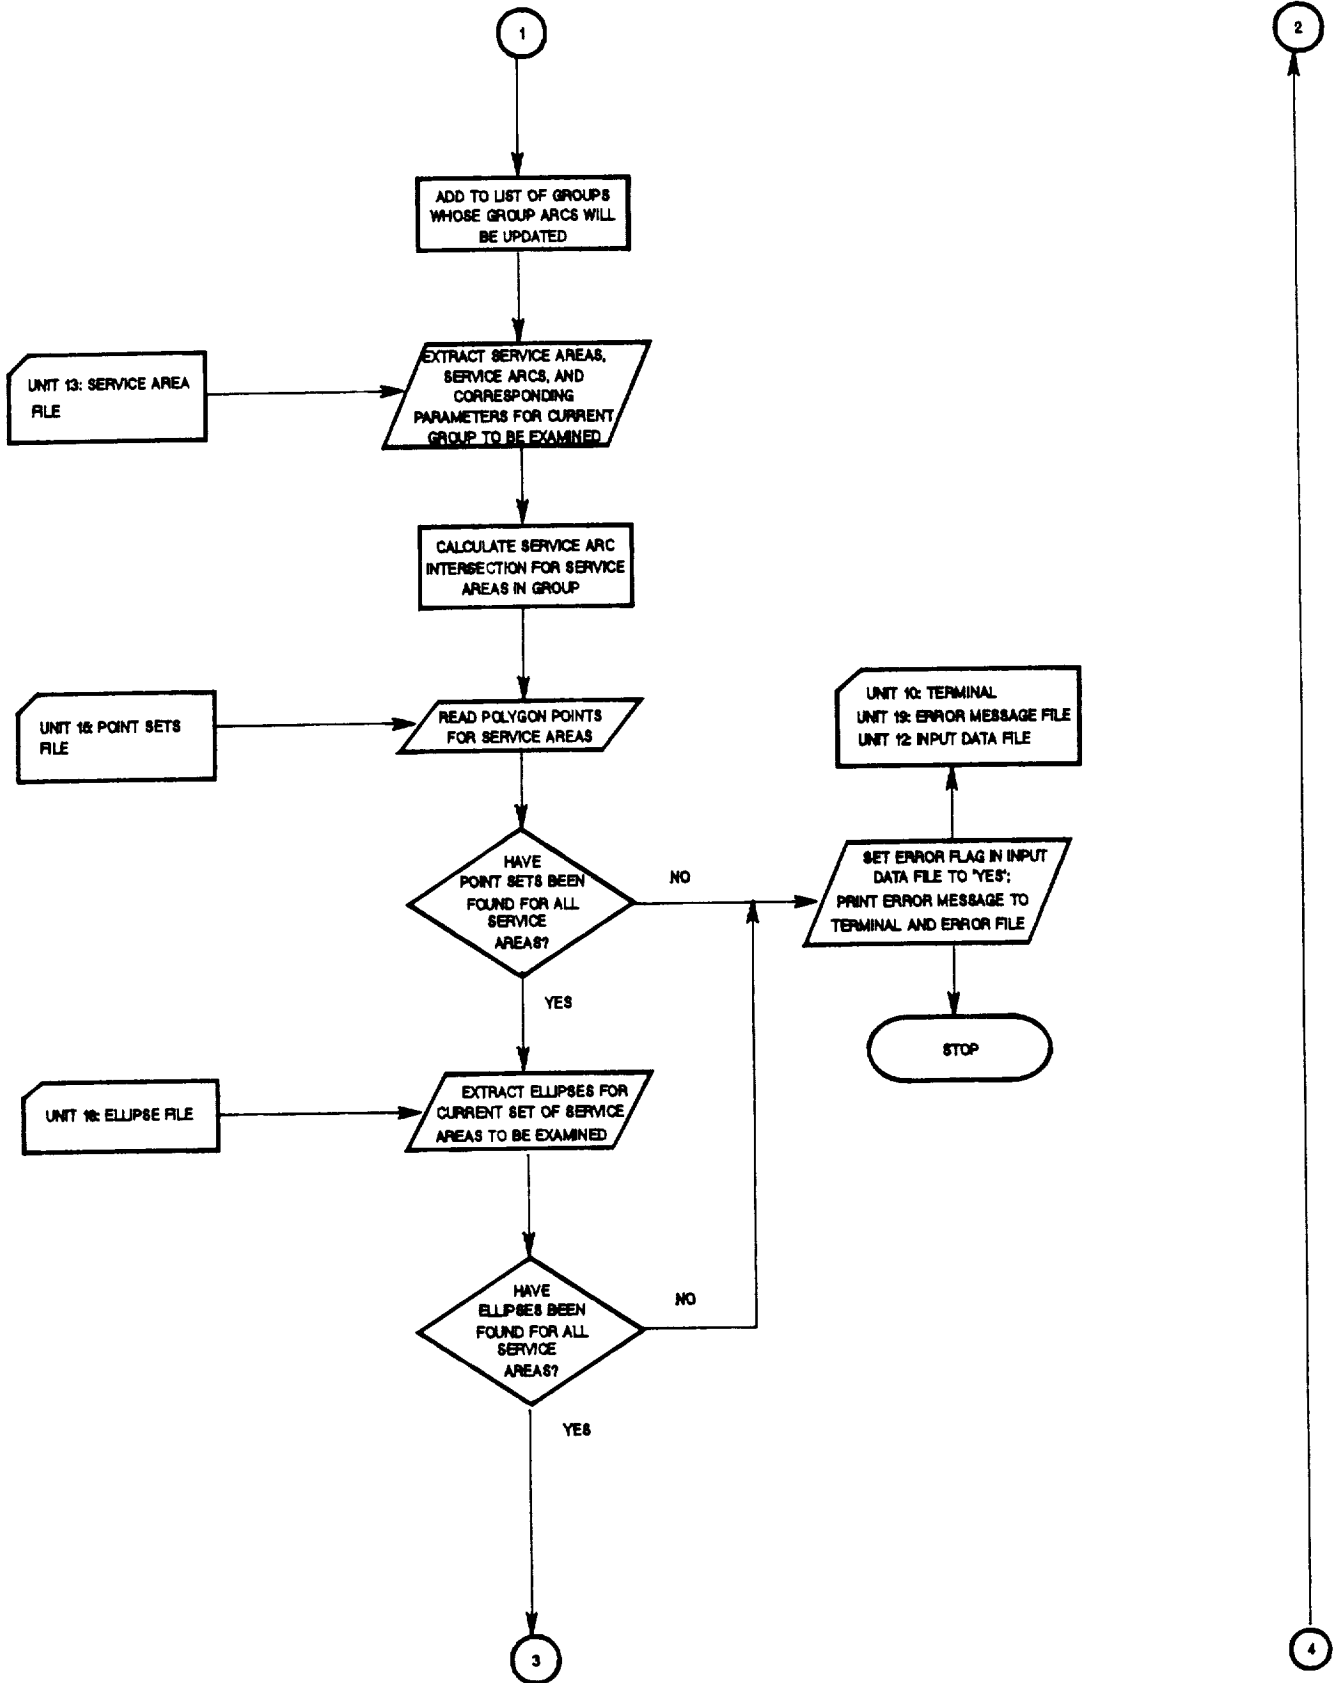 1
2
ADD TO LIST OF GROUPS
WHOSE GROUP ARCS WILL
BE UPDATED
UNIT 13: SERVICE AREA
FILE
EXTRACT SERVICE AREAS,
SERVICE ARCS, AND
CORRESPONDING
PARAMETERS FOR CURRENT
GROUP TO BE EXAMINED
CALCULATE SERVICE ARC
INTERSECTION FOR SERVICE
AREAS IN GROUP
UNIT 15: POINT SETS
FILE
READ POLYGON POINTS
FOR SERVICE AREAS
UNIT 10: TERMINAL
UNIT 19: ERROR MESSAGE FILE
UNIT 12: INPUT DATA FILE
HAVE
POINT SETS BEEN
FOUND FOR ALL
SERVICE
AREAS?
NO
SET ERROR FLAG IN INPUT
DATA FILE TO "YES";
PRINT ERROR MESSAGE TO
TERMINAL AND ERROR FILE
YES
STOP
UNIT ELLIPSE FILE
EXTRACT ELLIPSES FOR
CURRENT SET OF SERVICE
AREAS TO BE EXAMINED
HAVE
ELLIPSES BEEN
FOUND FOR ALL
SERVICE
AREAS?
NO
YES
3
4